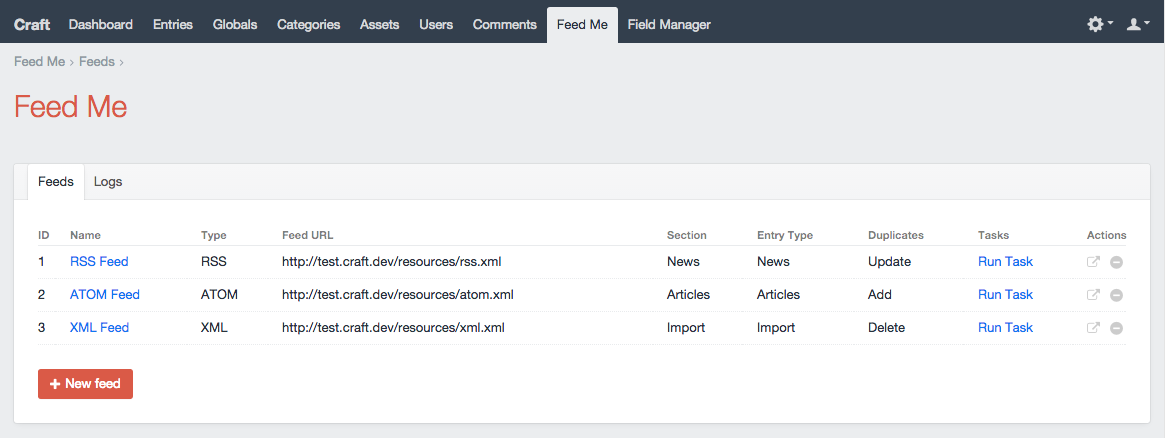 Craft Dashboard Entries Globals Categories Assets Users Comments Feed Me Field Manager
Feed Me › Feeds ›
Feed Me
Feeds Logs
ID Name Type Feed URL Section Entry Type Duplicates Tasks Actions
1 RSS Feed RSS http://test.craft.dev/resources/rss.xml News News Update Run Task
2 ATOM Feed ATOM http://test.craft.dev/resources/atom.xml Articles Articles Add Run Task
3 XML Feed XML http://test.craft.dev/resources/xml.xml Import Import Delete Run Task
+ New feed